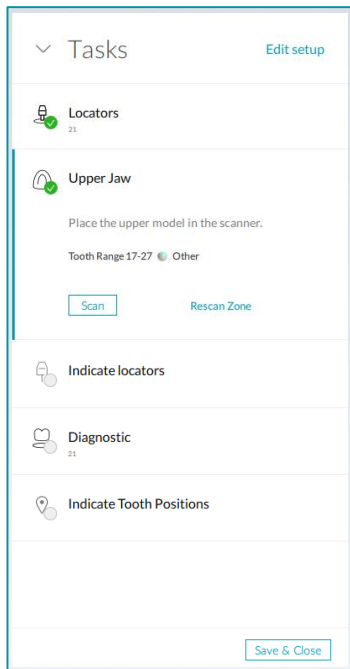 Tasks
Edit setup
Locators
21
Upper Jaw
Place the upper model in the scanner.
Tooth Range 17-27 Other
Scan
Rescan Zone
Indicate locators
Diagnostic
21
Indicate Tooth Positions
Save & Close